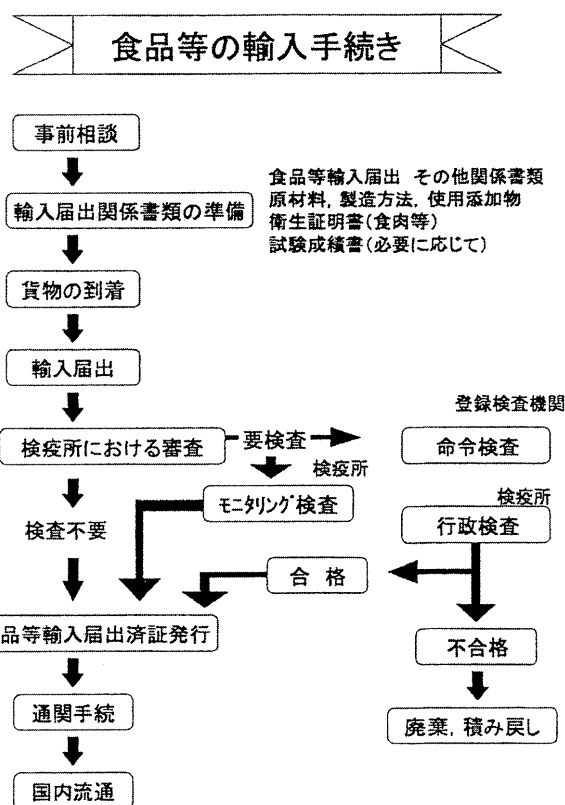 食品等の輸入手続き
事前相談
輸入届出関係書類の準備
食品等輸入届出 その他関係書類
原材料, 製造方法, 使用添加物
衛生証明書(食肉等)
試験成績書(必要に応じて)
貨物の到着
輸入届出
登録検査機関
検疫所における審査
要検査
命令検査
検疫所
モニタリング検査
検疫所
行政検査
検査不要
合 格
品等輸入届出済証発行
不合格
通関手続
廃棄, 積み戻し
国内流通